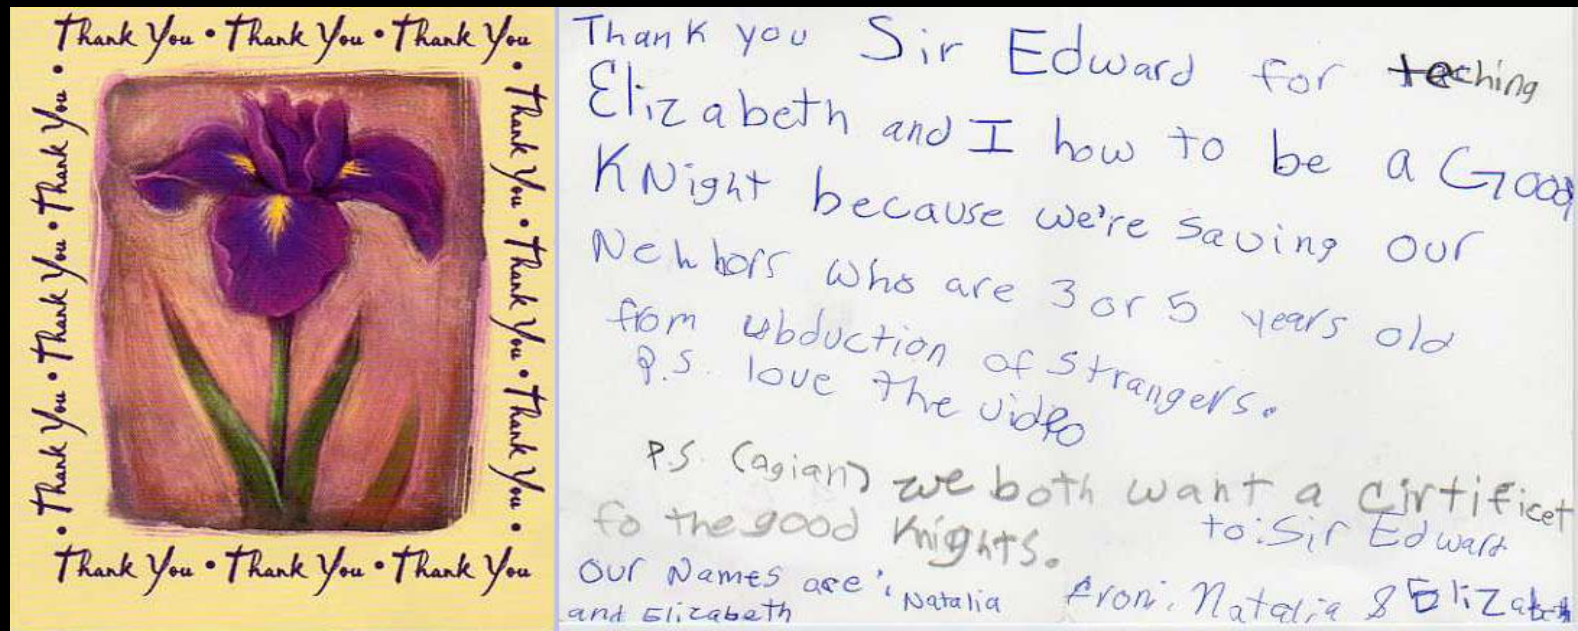 Thank You • Thank You • Thank You
• Thank You • Thank You • Thank You •
• Thank You • Thank You • Thank You •
Thank You • Thank You • Thank You
Thank you Sir Edward for teching
Elizabeth and I how to be a Good
KNight because we're saving our
Nehbors who are 3 or 5 years old
from ubduction of strangers.
P.S. love the video
P.S. (agian) we both want a cirtificet
fo the good Knights.
to: Sir Edward
our Names are: Natalia
and Elizabeth
from: Natalia & Elizabeth